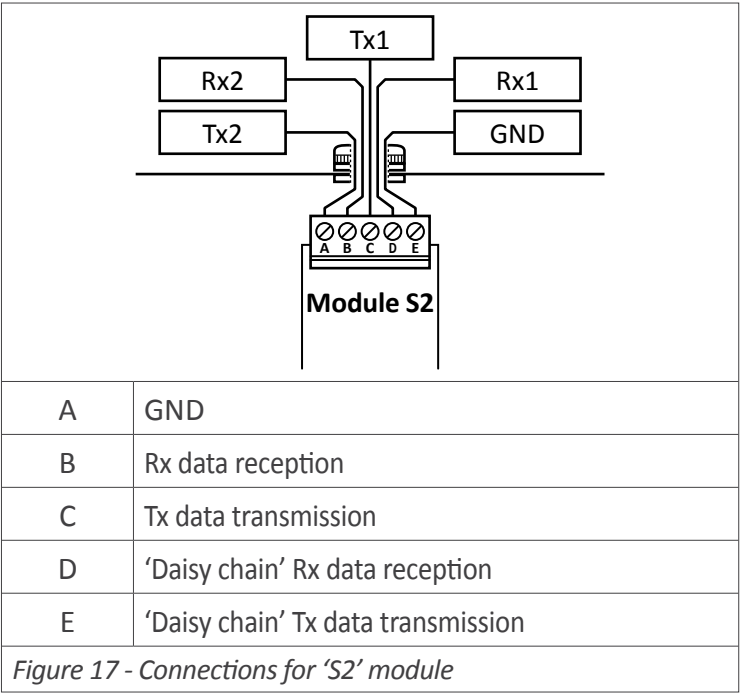 Tx1
Rx2 Rx1
Tx2 GND
A B C D E
Module S2
A GND
B Rx data reception
C Tx data transmission
D ‘Daisy chain’ Rx data reception
E ‘Daisy chain’ Tx data transmission
Figure 17 - Connections for ‘S2’ module